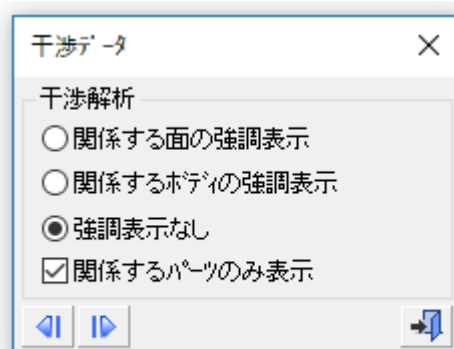 干渉ﾃﾞｰﾀ
干渉解析
関係する面の強調表示
関係するﾎﾞﾃﾞｨの強調表示
強調表示なし
関係するﾊﾟｰﾂのみ表示